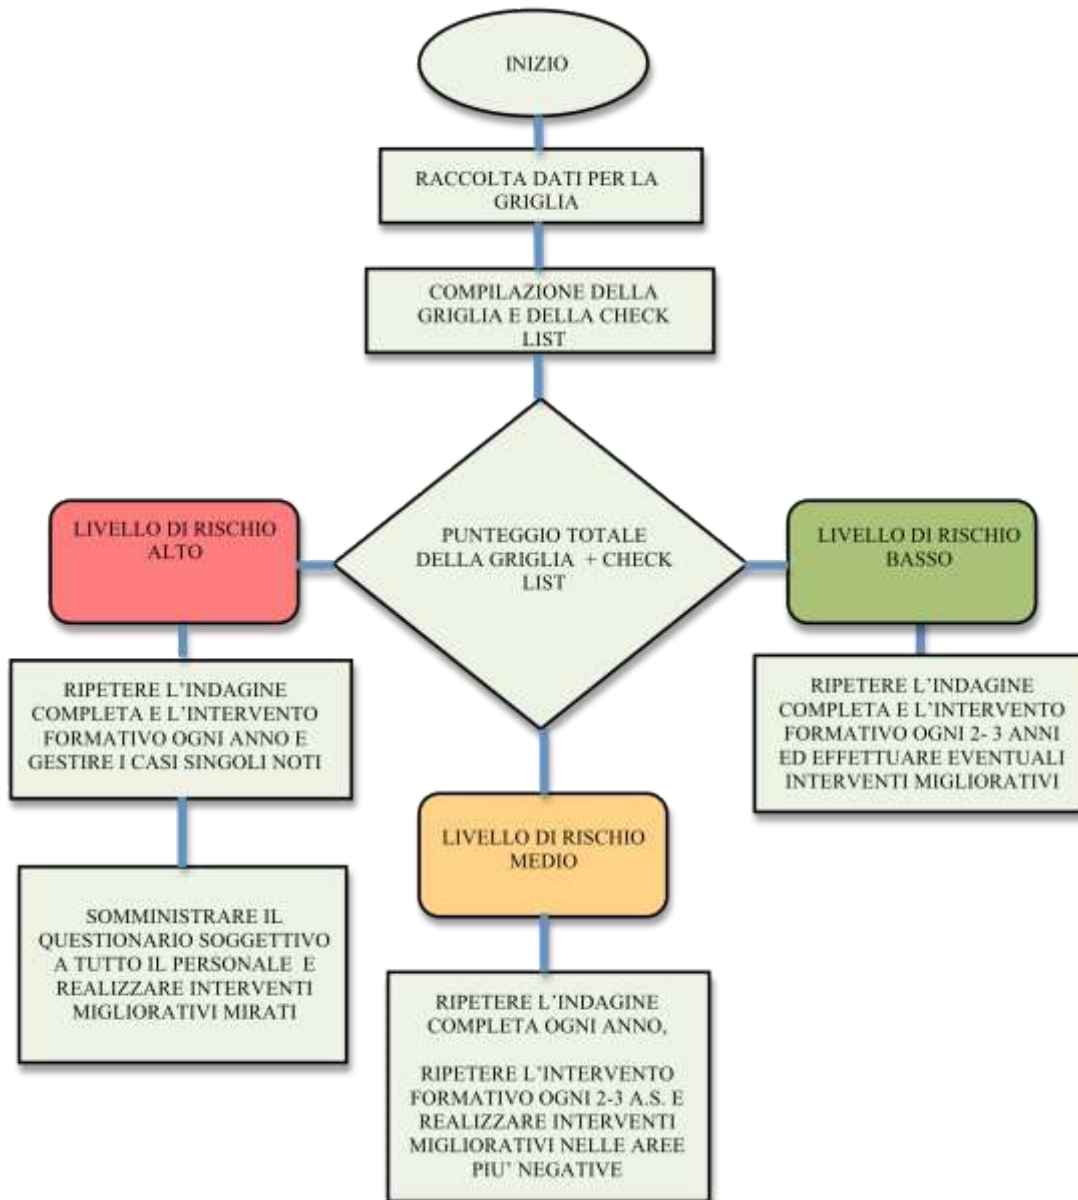 INIZIO
RACCOLTA DATI PER LA
GRIGLIA
COMPILAZIONE DELLA
GRIGLIA E DELLA CHECK
LIST
PUNTEGGIO TOTALE
DELLA GRIGLIA + CHECK
LIST
LIVELLO DI RISCHIO
ALTO
LIVELLO DI RISCHIO
BASSO
RIPETERE L’INDAGINE
COMPLETA E L’INTERVENTO
FORMATIVO OGNI ANNO E
GESTIRE I CASI SINGOLI NOTI
RIPETERE L’INDAGINE
COMPLETA E L’INTERVENTO
FORMATIVO OGNI 2- 3 ANNI
ED EFFETTUARE EVENTUALI
INTERVENTI MIGLIORATIVI
LIVELLO DI RISCHIO
MEDIO
SOMMINISTRARE IL
QUESTIONARIO SOGGETTIVO
A TUTTO IL PERSONALE E
REALIZZARE INTERVENTI
MIGLIORATIVI MIRATI
RIPETERE L’INDAGINE
COMPLETA OGNI ANNO,
RIPETERE L’INTERVENTO
FORMATIVO OGNI 2-3 A.S. E
REALIZZARE INTERVENTI
MIGLIORATIVI NELLE AREE
PIU’ NEGATIVE